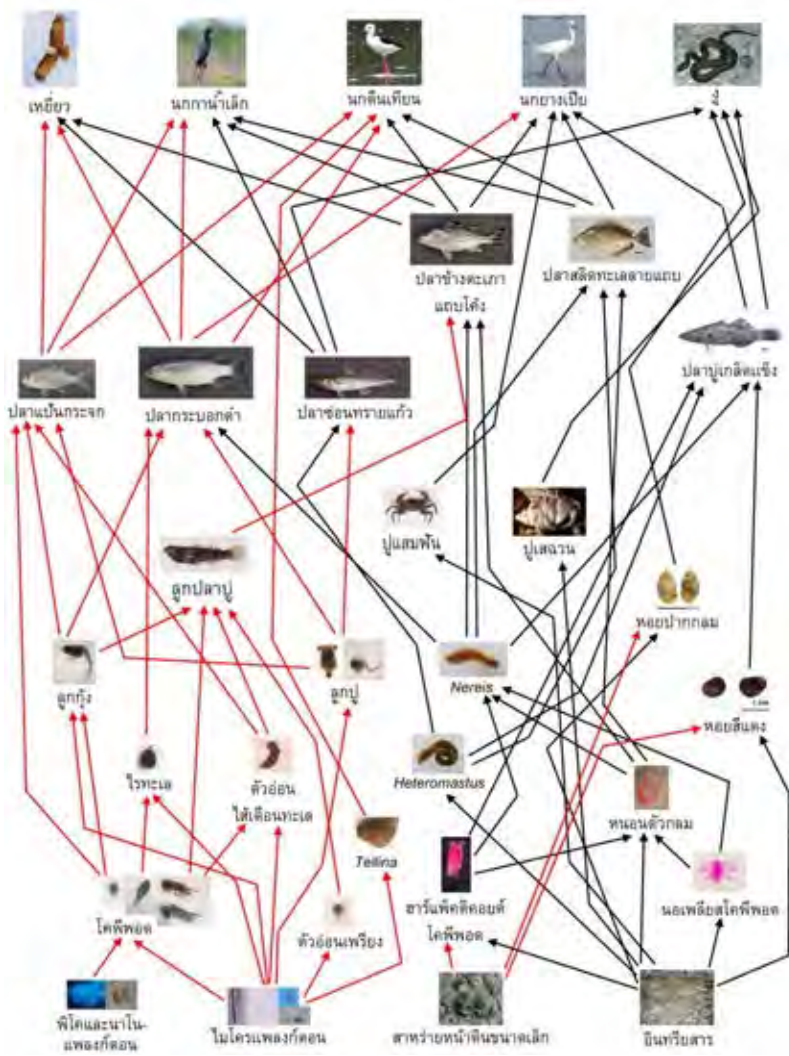 เหยี่ยว
นกกาน้ำเล็ก
นกตีนเทียน
นกยางเปีย
งู
ปลาข้างตะเภา
แถบโค้ง
ปลาสลิดทะเลลายแถบ
ปลาบู่เกล็ดแข็ง
ปลาแป้นกระจก
ปลากระบอกดำ
ปลาช่อนทรายแก้ว
ปูแสมฟัน
ปูเสฉวน
ลูกปลาบู่
หอยปากกลม
ลูกกุ้ง
ลูกปู
Nereis
หอยสีแดง
ไรทะเล
ตัวอ่อน
ไส้เดือนทะเล
Heteromastus
หนอนตัวกลม
Tellina
โคพีพอด
ตัวอ่อนเพรียง
ฮาร์แพ็คติคอยด์
โคพีพอด
นอเพลียสโคพีพอด
พิโคและนาโน-
แพลงก์ตอน
ไมโครแพลงก์ตอน
สาหร่ายหน้าดินขนาดเล็ก
อินทรียสาร